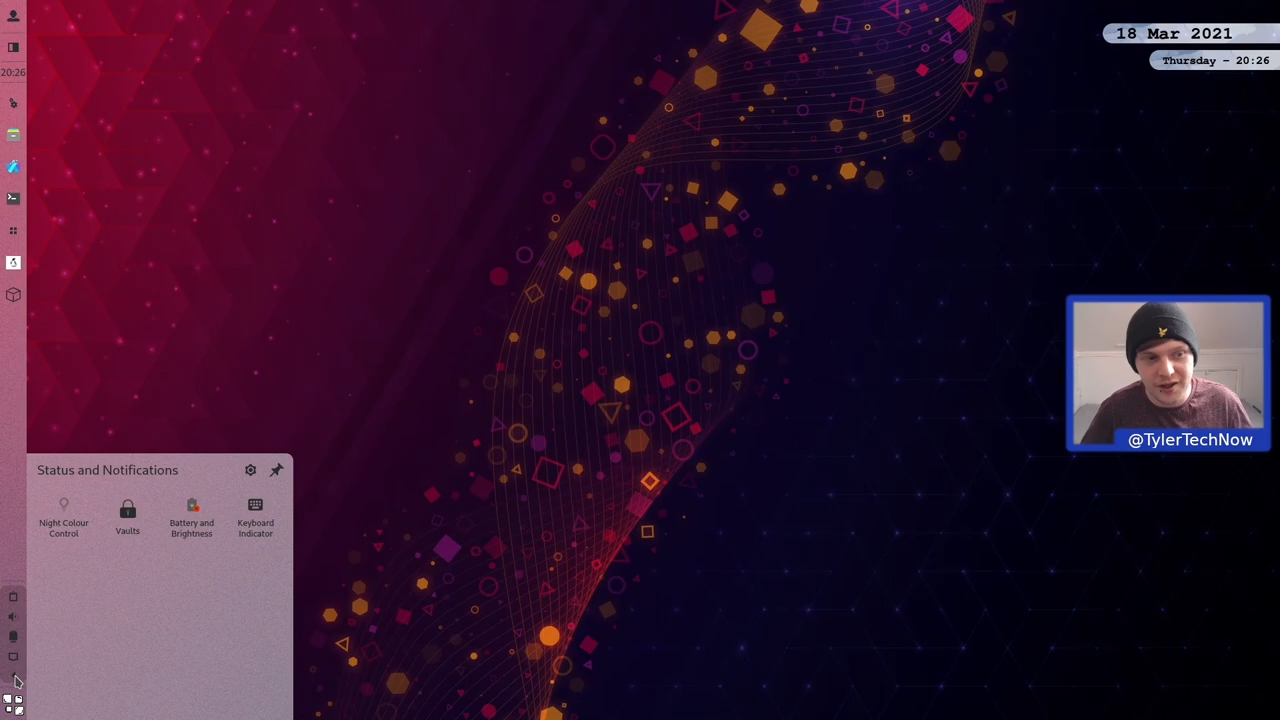 20:26
18 Mar 2021
Thursday - 20:26
@TylerTechNow
Status and Notifications
Night Colour
Control
Vaults
Battery and
Brightness
Keyboard
Indicator